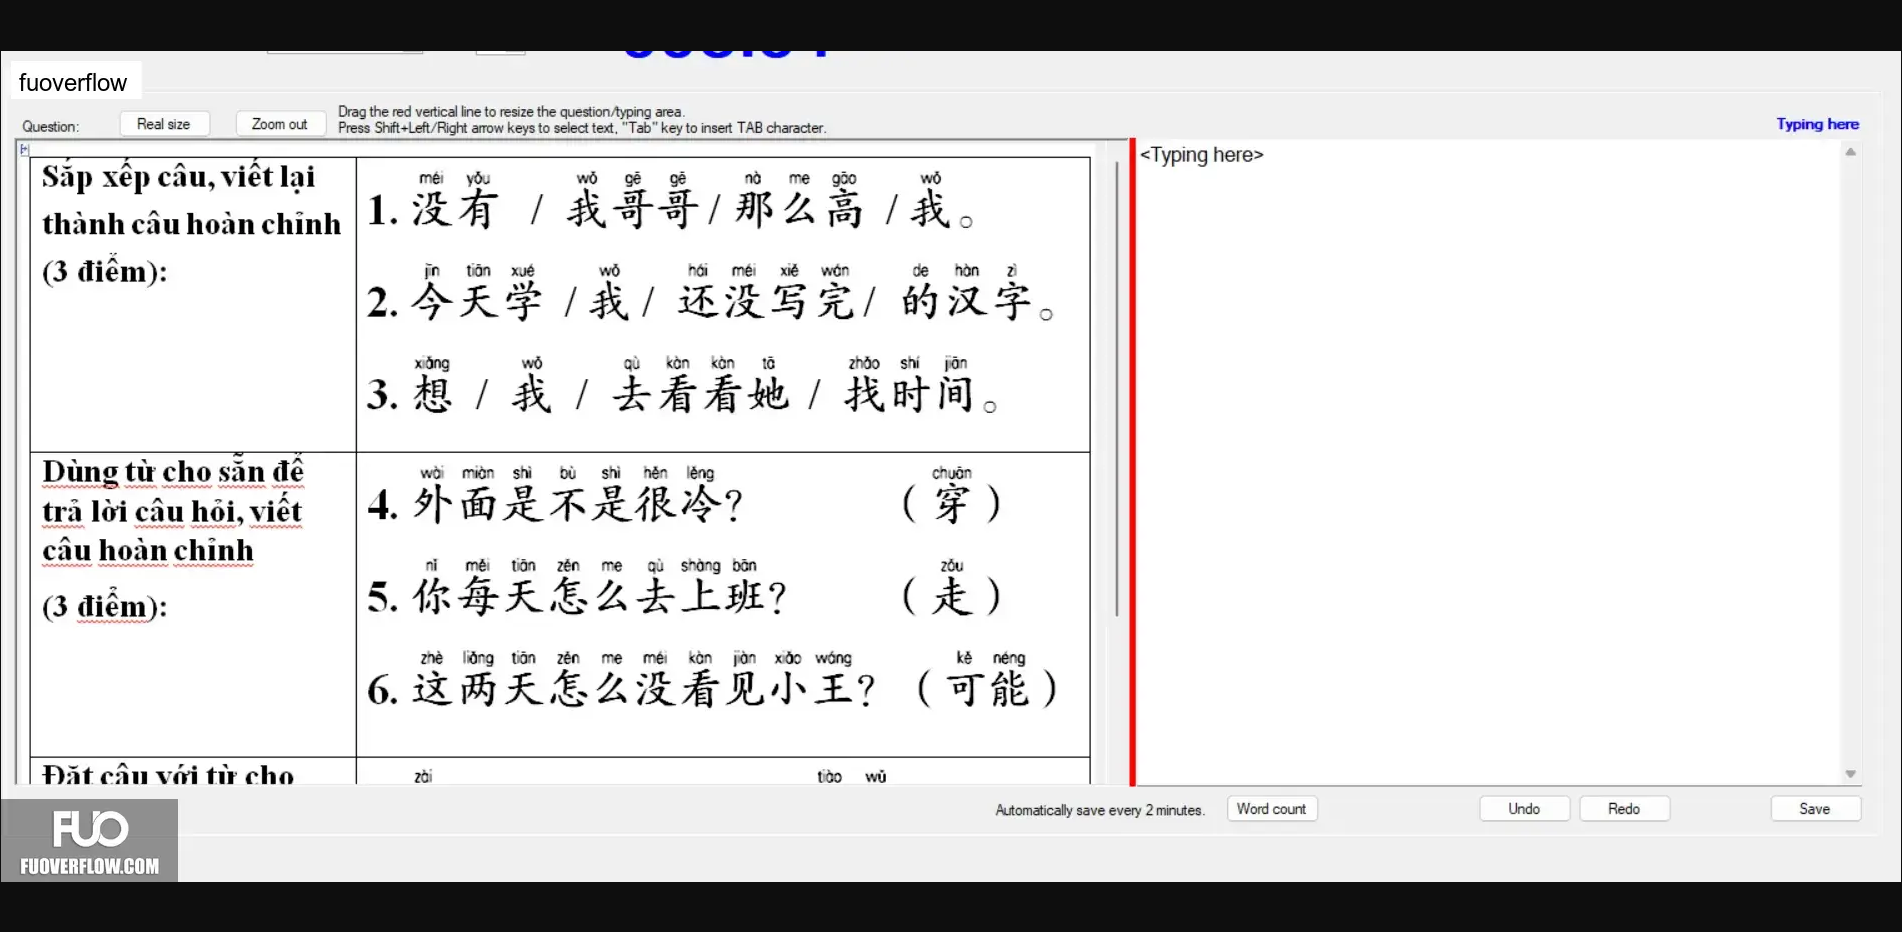 fuoverflow
Question:
Real size
Zoom out
Drag the red vertical line to resize the question/typing area.
Press Shift+Left/Right arrow keys to select text, "Tab" key to insert TAB character.
Typing here
<Typing here>
Sắp xếp câu, viết lại
thành câu hoàn chỉnh
(3 điểm):
méi yǒu wǒ gē gē nà me gāo wǒ
1. 没有 / 我哥哥/ 那么高 / 我。
jīn tiān xué wǒ hái méi xiě wán de hàn zì
2. 今天学 / 我 / 还没写完/ 的汉字。
xiǎng wǒ qù kàn kàn tā zhǎo shí jiān
3. 想 / 我 / 去看看她 / 找时间。
Dùng từ cho sẵn để
trả lời câu hỏi, viết
câu hoàn chỉnh
(3 điểm):
wài miàn shì bù shì hěn lěng chuān
4. 外面是不是很冷? (穿)
nǐ měi tiān zěn me qù shàng bān zǒu
5. 你每天怎么去上班? (走)
zhè liǎng tiān zěn me méi kàn jiàn xiǎo wáng kě néng
6. 这两天怎么没看见小王? (可能)
Đặt câu với từ cho
zài tiào wǔ
Automatically save every 2 minutes.
Word count
Undo
Redo
Save
FUO
FUOVERFLOW.COM